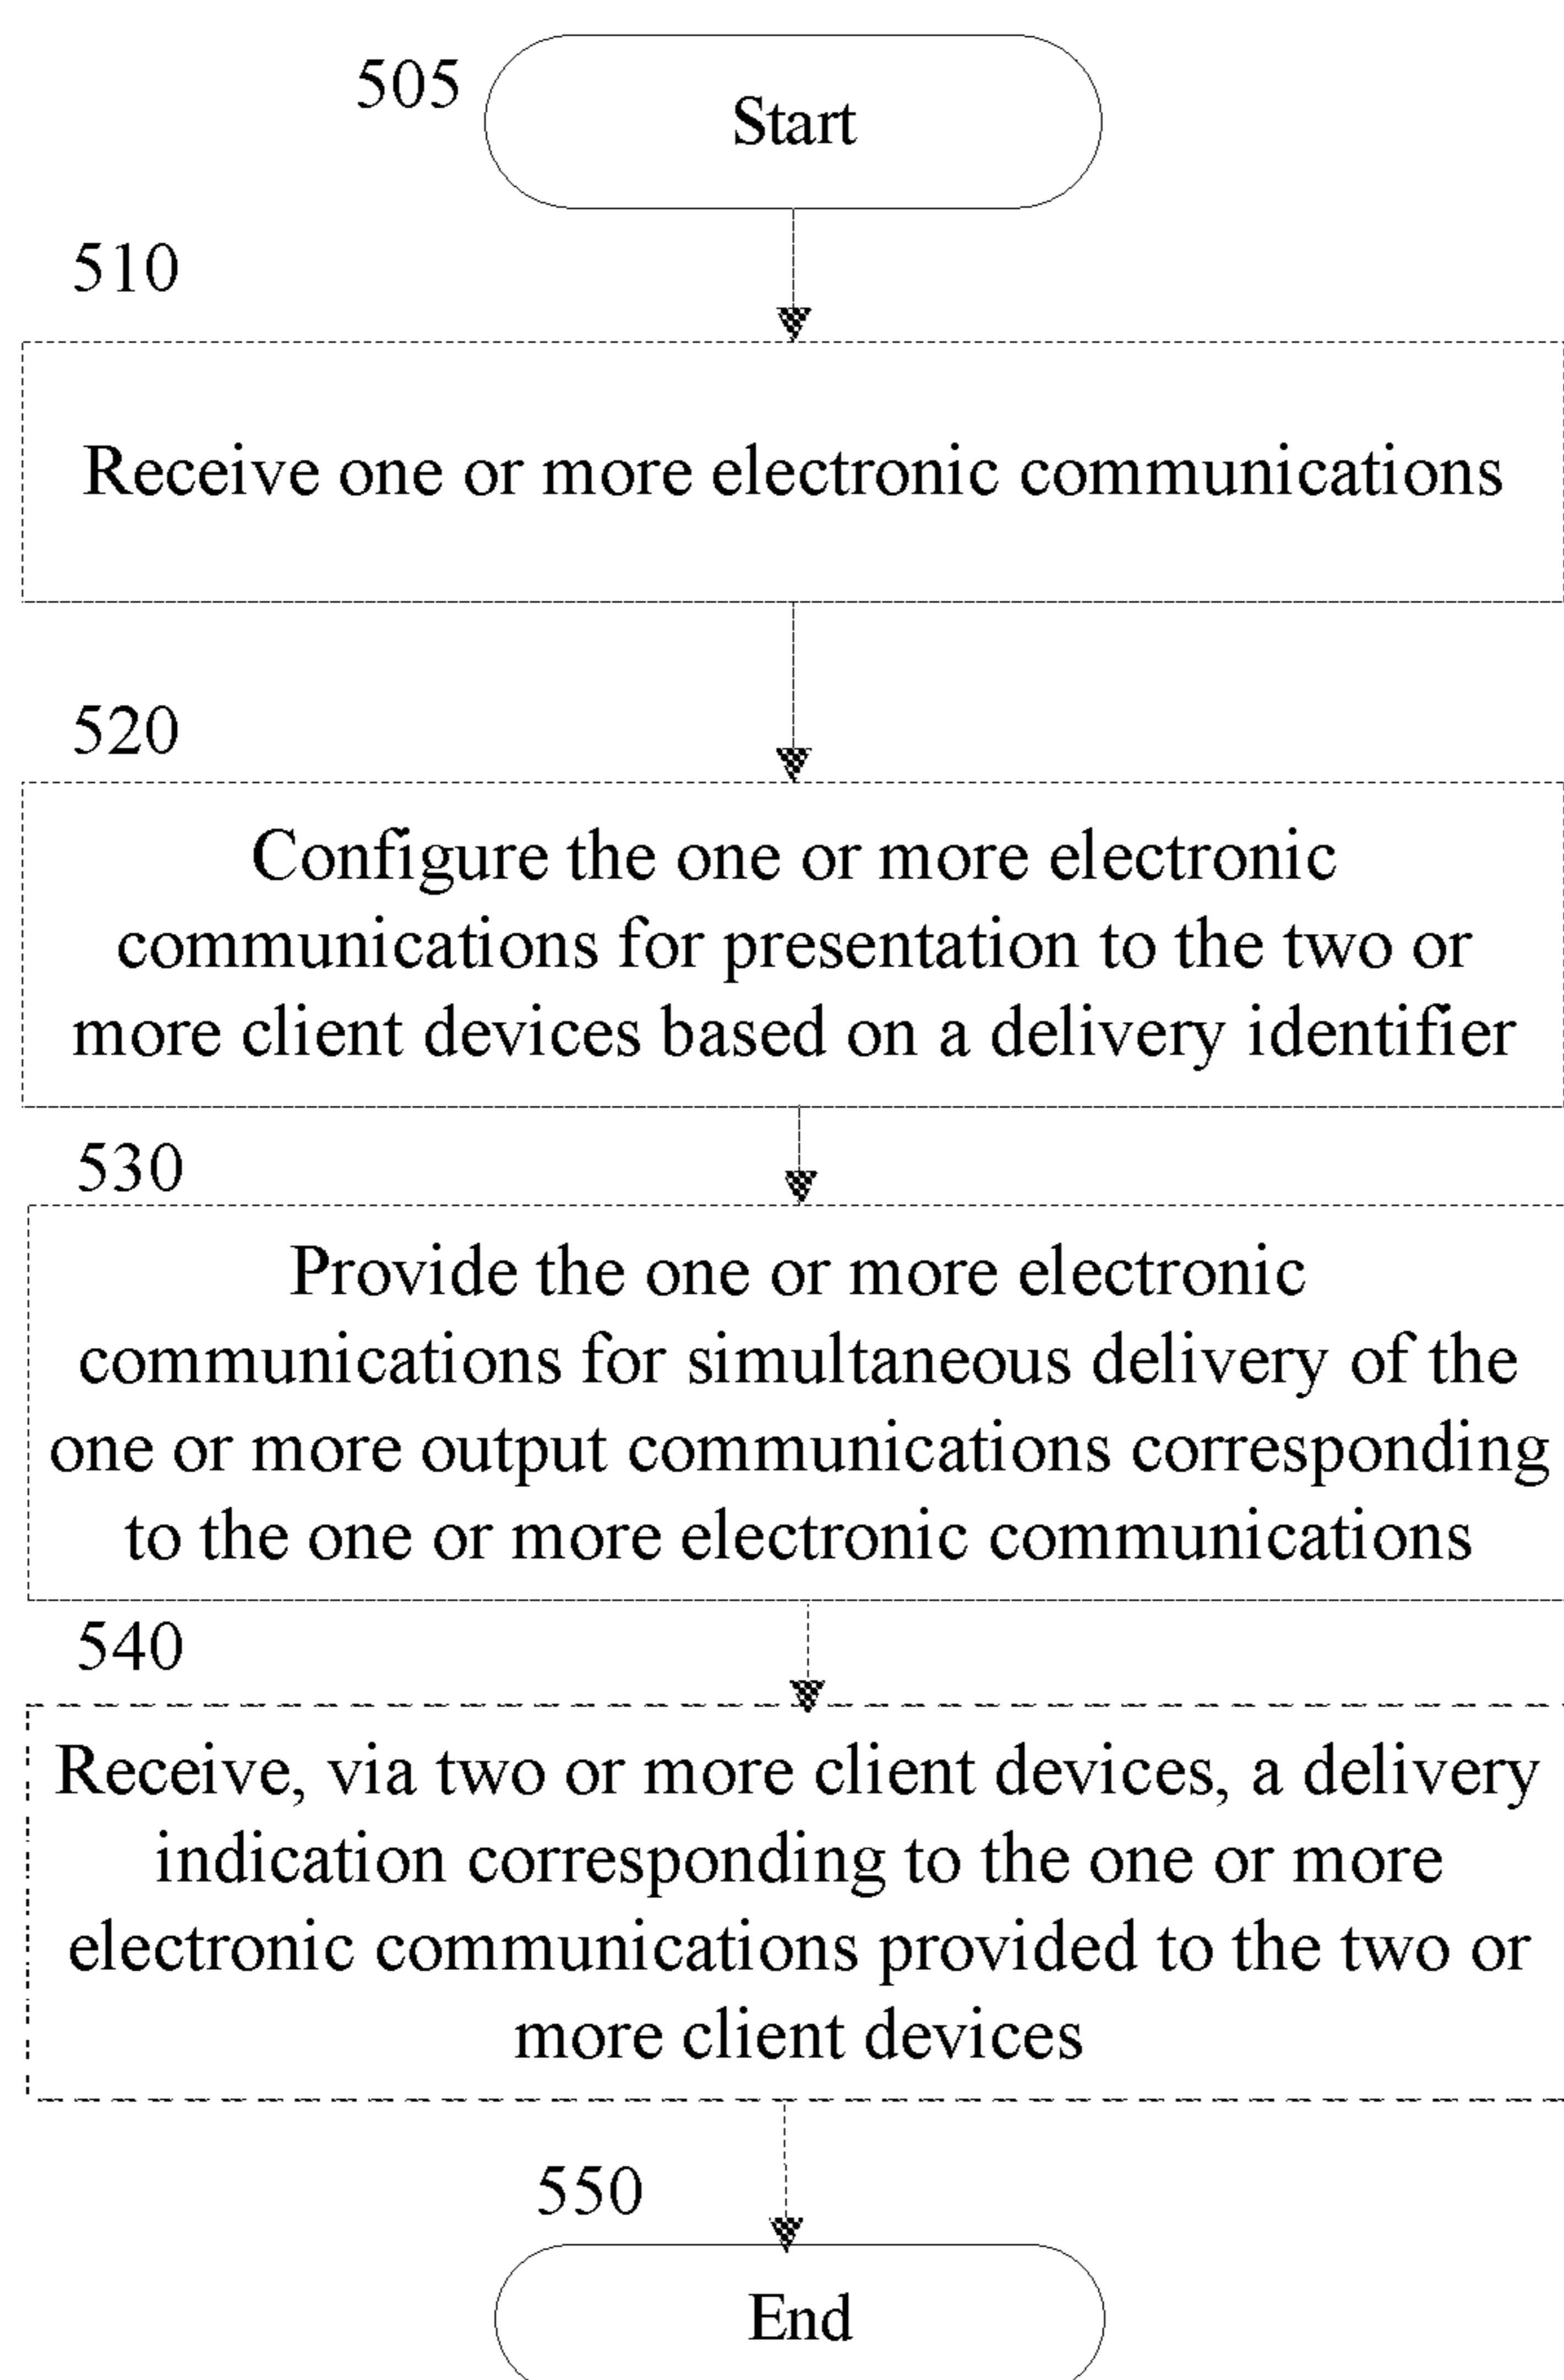 505
Start
510
Receive one or more electronic communications
520
Configure the one or more electronic
communications for presentation to the two or
more client devices based on a delivery identifier
530
Provide the one or more electronic
communications for simultaneous delivery of the
one or more output communications corresponding
to the one or more electronic communications
540
Receive, via two or more client devices, a delivery
indication corresponding to the one or more
electronic communications provided to the two or
more client devices
550
End